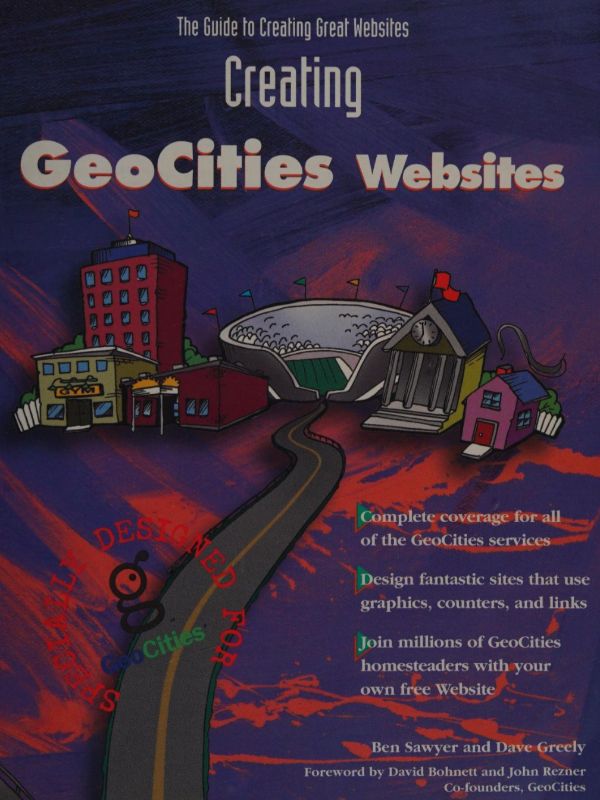 The Guide to Creating Great Websites
Creating
GeoCities Websites
GYM
Complete coverage for all
of the GeoCities services
Design fantastic sites that use
graphics, counters, and links
Join millions of GeoCities
homesteaders with your
own free Website
SPECIALLY DESIGNED FOR
g
GeoCities
Ben Sawyer and Dave Greely
Foreword by David Bohnett and John Rezner
Co-founders, GeoCities